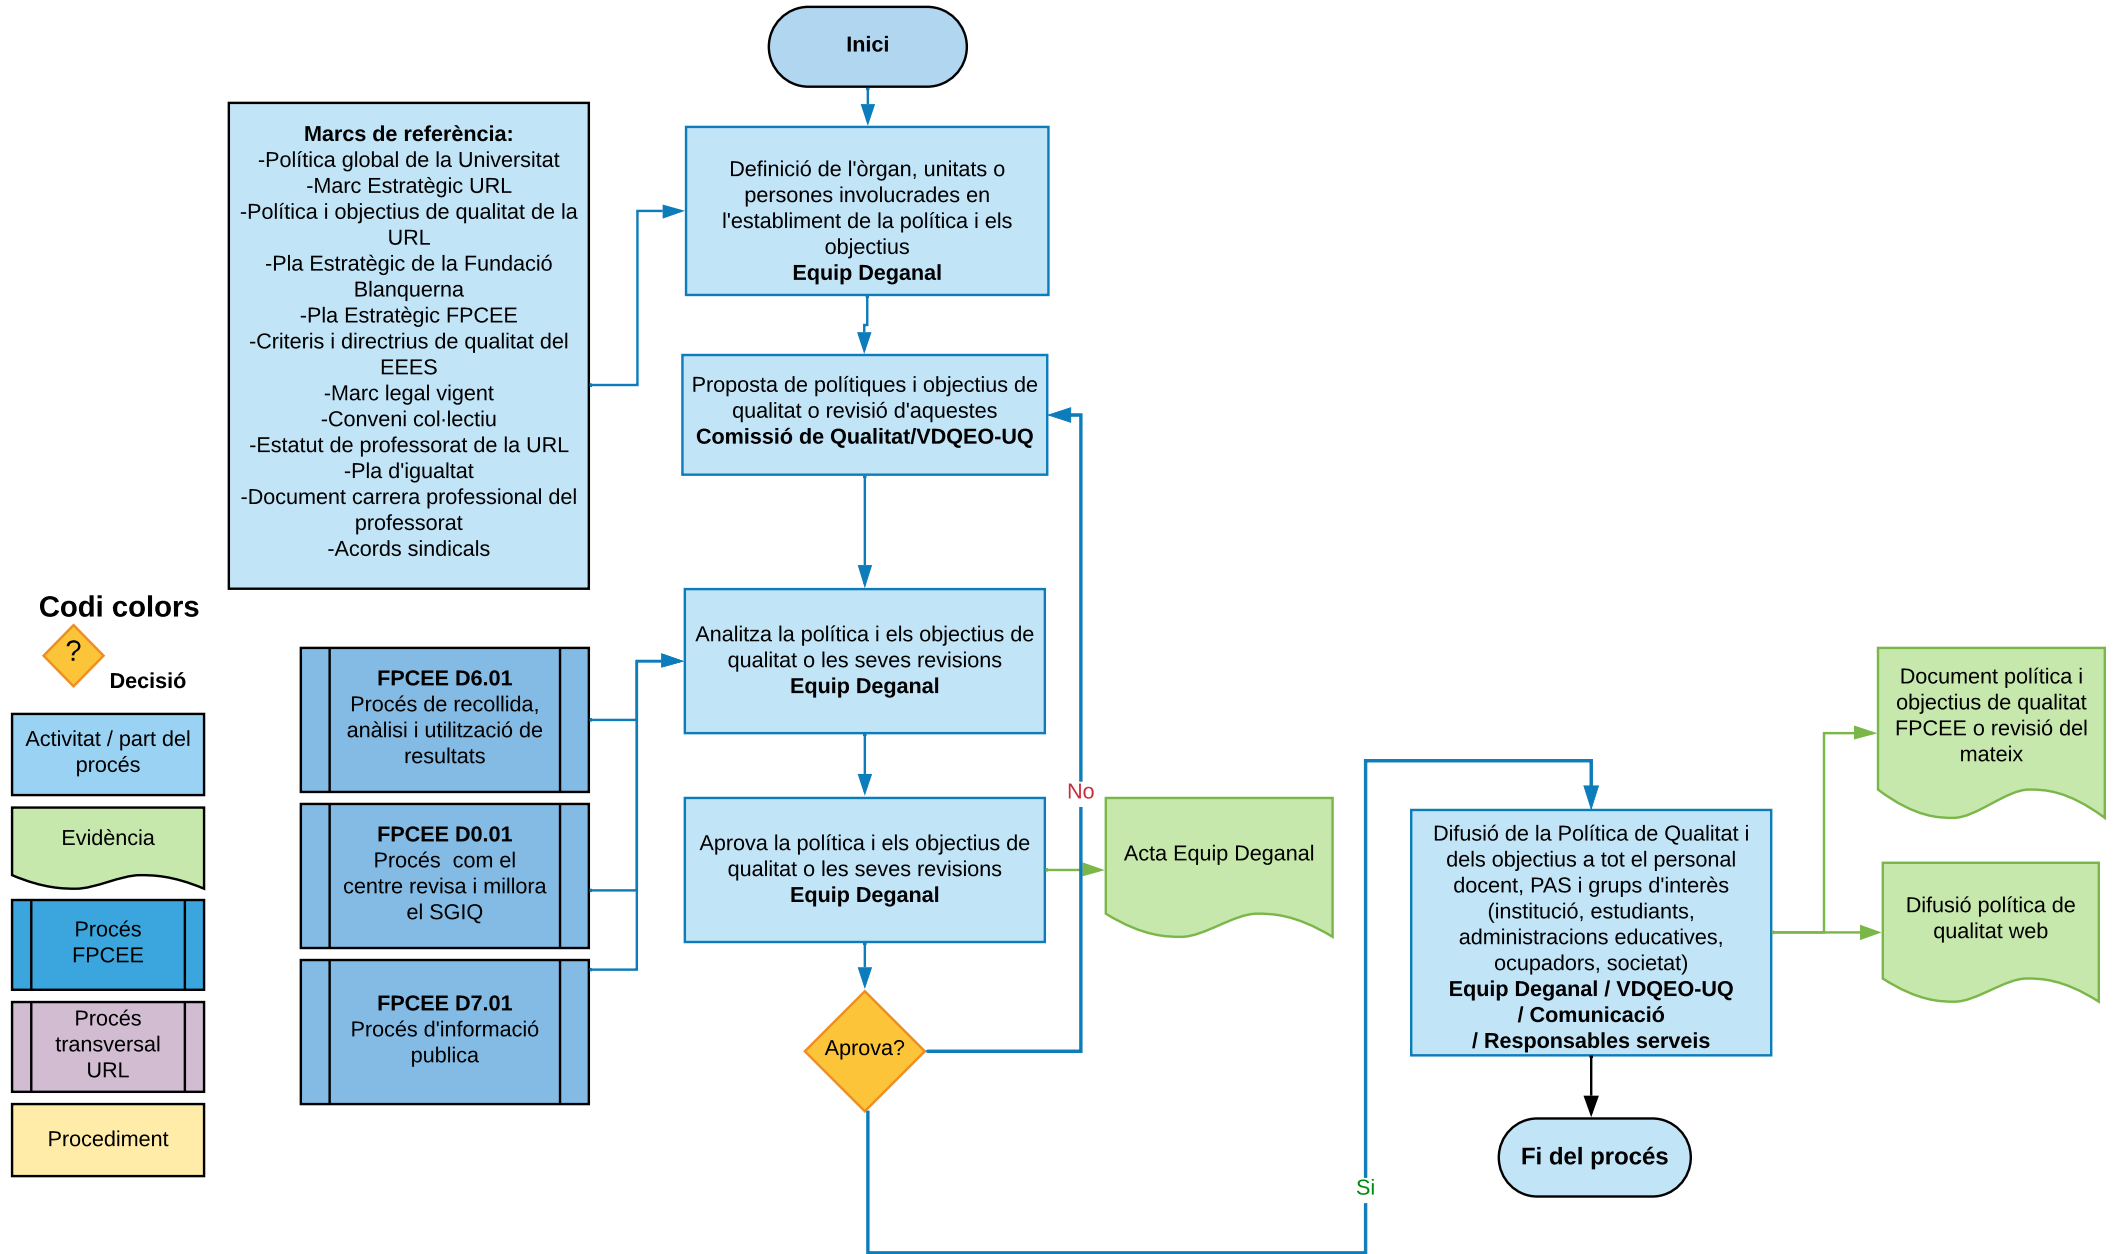 Inici
Marcs de referència:
-Política global de la Universitat
-Marc Estratègic URL
-Política i objectius de qualitat de la
URL
-Pla Estratègic de la Fundació
Blanquerna
-Pla Estratègic FPCEE
-Criteris i directrius de qualitat del
EEES
-Marc legal vigent
-Conveni col·lectiu
-Estatut de professorat de la URL
-Pla d'igualtat
-Document carrera professional del
professorat
-Acords sindicals
Definició de l'òrgan, unitats o
persones involucrades en
l'establiment de la política i els
objectius
Equip Deganal
Proposta de polítiques i objectius de
qualitat o revisió d'aquestes
Comissió de Qualitat/VDQEO-UQ
Analitza la política i els objectius de
qualitat o les seves revisions
Equip Deganal
Aprova la política i els objectius de
qualitat o les seves revisions
Equip Deganal
Aprova?
No
Si
Acta Equip Deganal
FPCEE D6.01
Procés de recollida,
anàlisi i utilització de
resultats
FPCEE D0.01
Procés  com el
centre revisa i millora
el SGIQ
FPCEE D7.01
Procés d'informació
publica
Difusió de la Política de Qualitat i
dels objectius a tot el personal
docent, PAS i grups d'interès
(institució, estudiants,
administracions educatives,
ocupadors, societat)
Equip Deganal / VDQEO-UQ
/ Comunicació
/ Responsables serveis
Document política i
objectius de qualitat
FPCEE o revisió del
mateix
Difusió política de
qualitat web
Fi del procés
Codi colors
?
Decisió
Activitat / part del
procés
Evidència
Procés
FPCEE
Procés
transversal
URL
Procediment